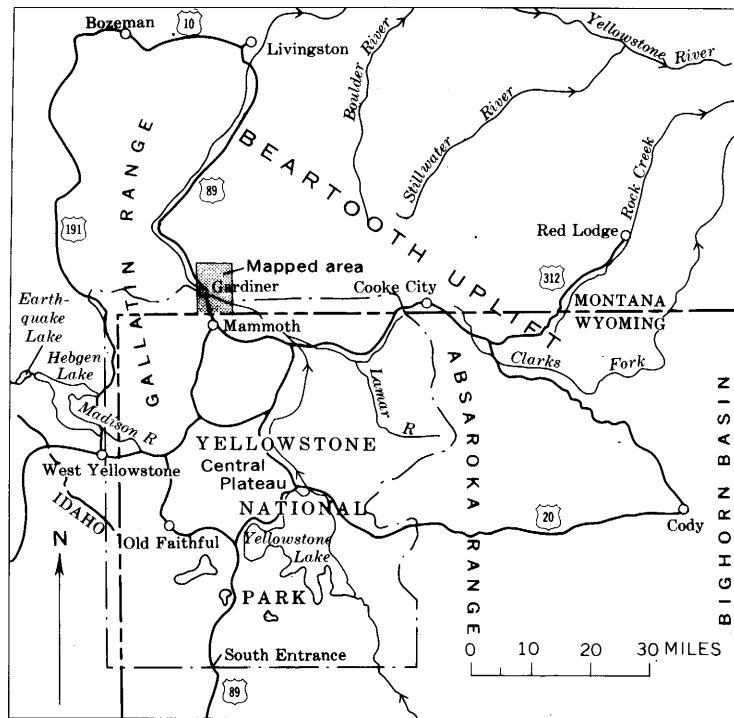 Bozeman
10
Livingston
Yellowstone
River
Boulder River
Stillwater River
BEARTOOTH UPLIFT
GALLATIN RANGE
89
191
Rock Creek
Red Lodge
Mapped area
Gardiner
Cooke City
312
MONTANA
WYOMING
Earth-
quake
Lake
Hebgen
Lake
Mammoth
Clarks Fork
Madison R
Lamar R
ABSAROKA RANGE
BIGHORN BASIN
YELLOWSTONE
West Yellowstone
Central
Plateau
NATIONAL
IDAHO
N
Old Faithful
Yellowstone
Lake
20
Cody
PARK
South Entrance
89
0 10 20 30 MILES